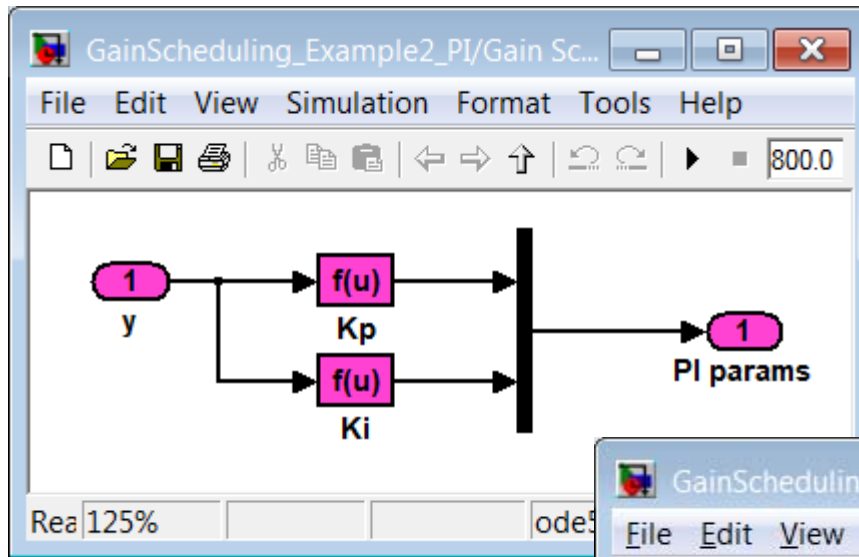 GainScheduling_Example2_PI/Gain Sc...
File Edit View Simulation Format Tools Help
800.0
1
y
f(u)
Kp
f(u)
Ki
1
PI params
Rea 125% ode5
GainSchedulin
File Edit View